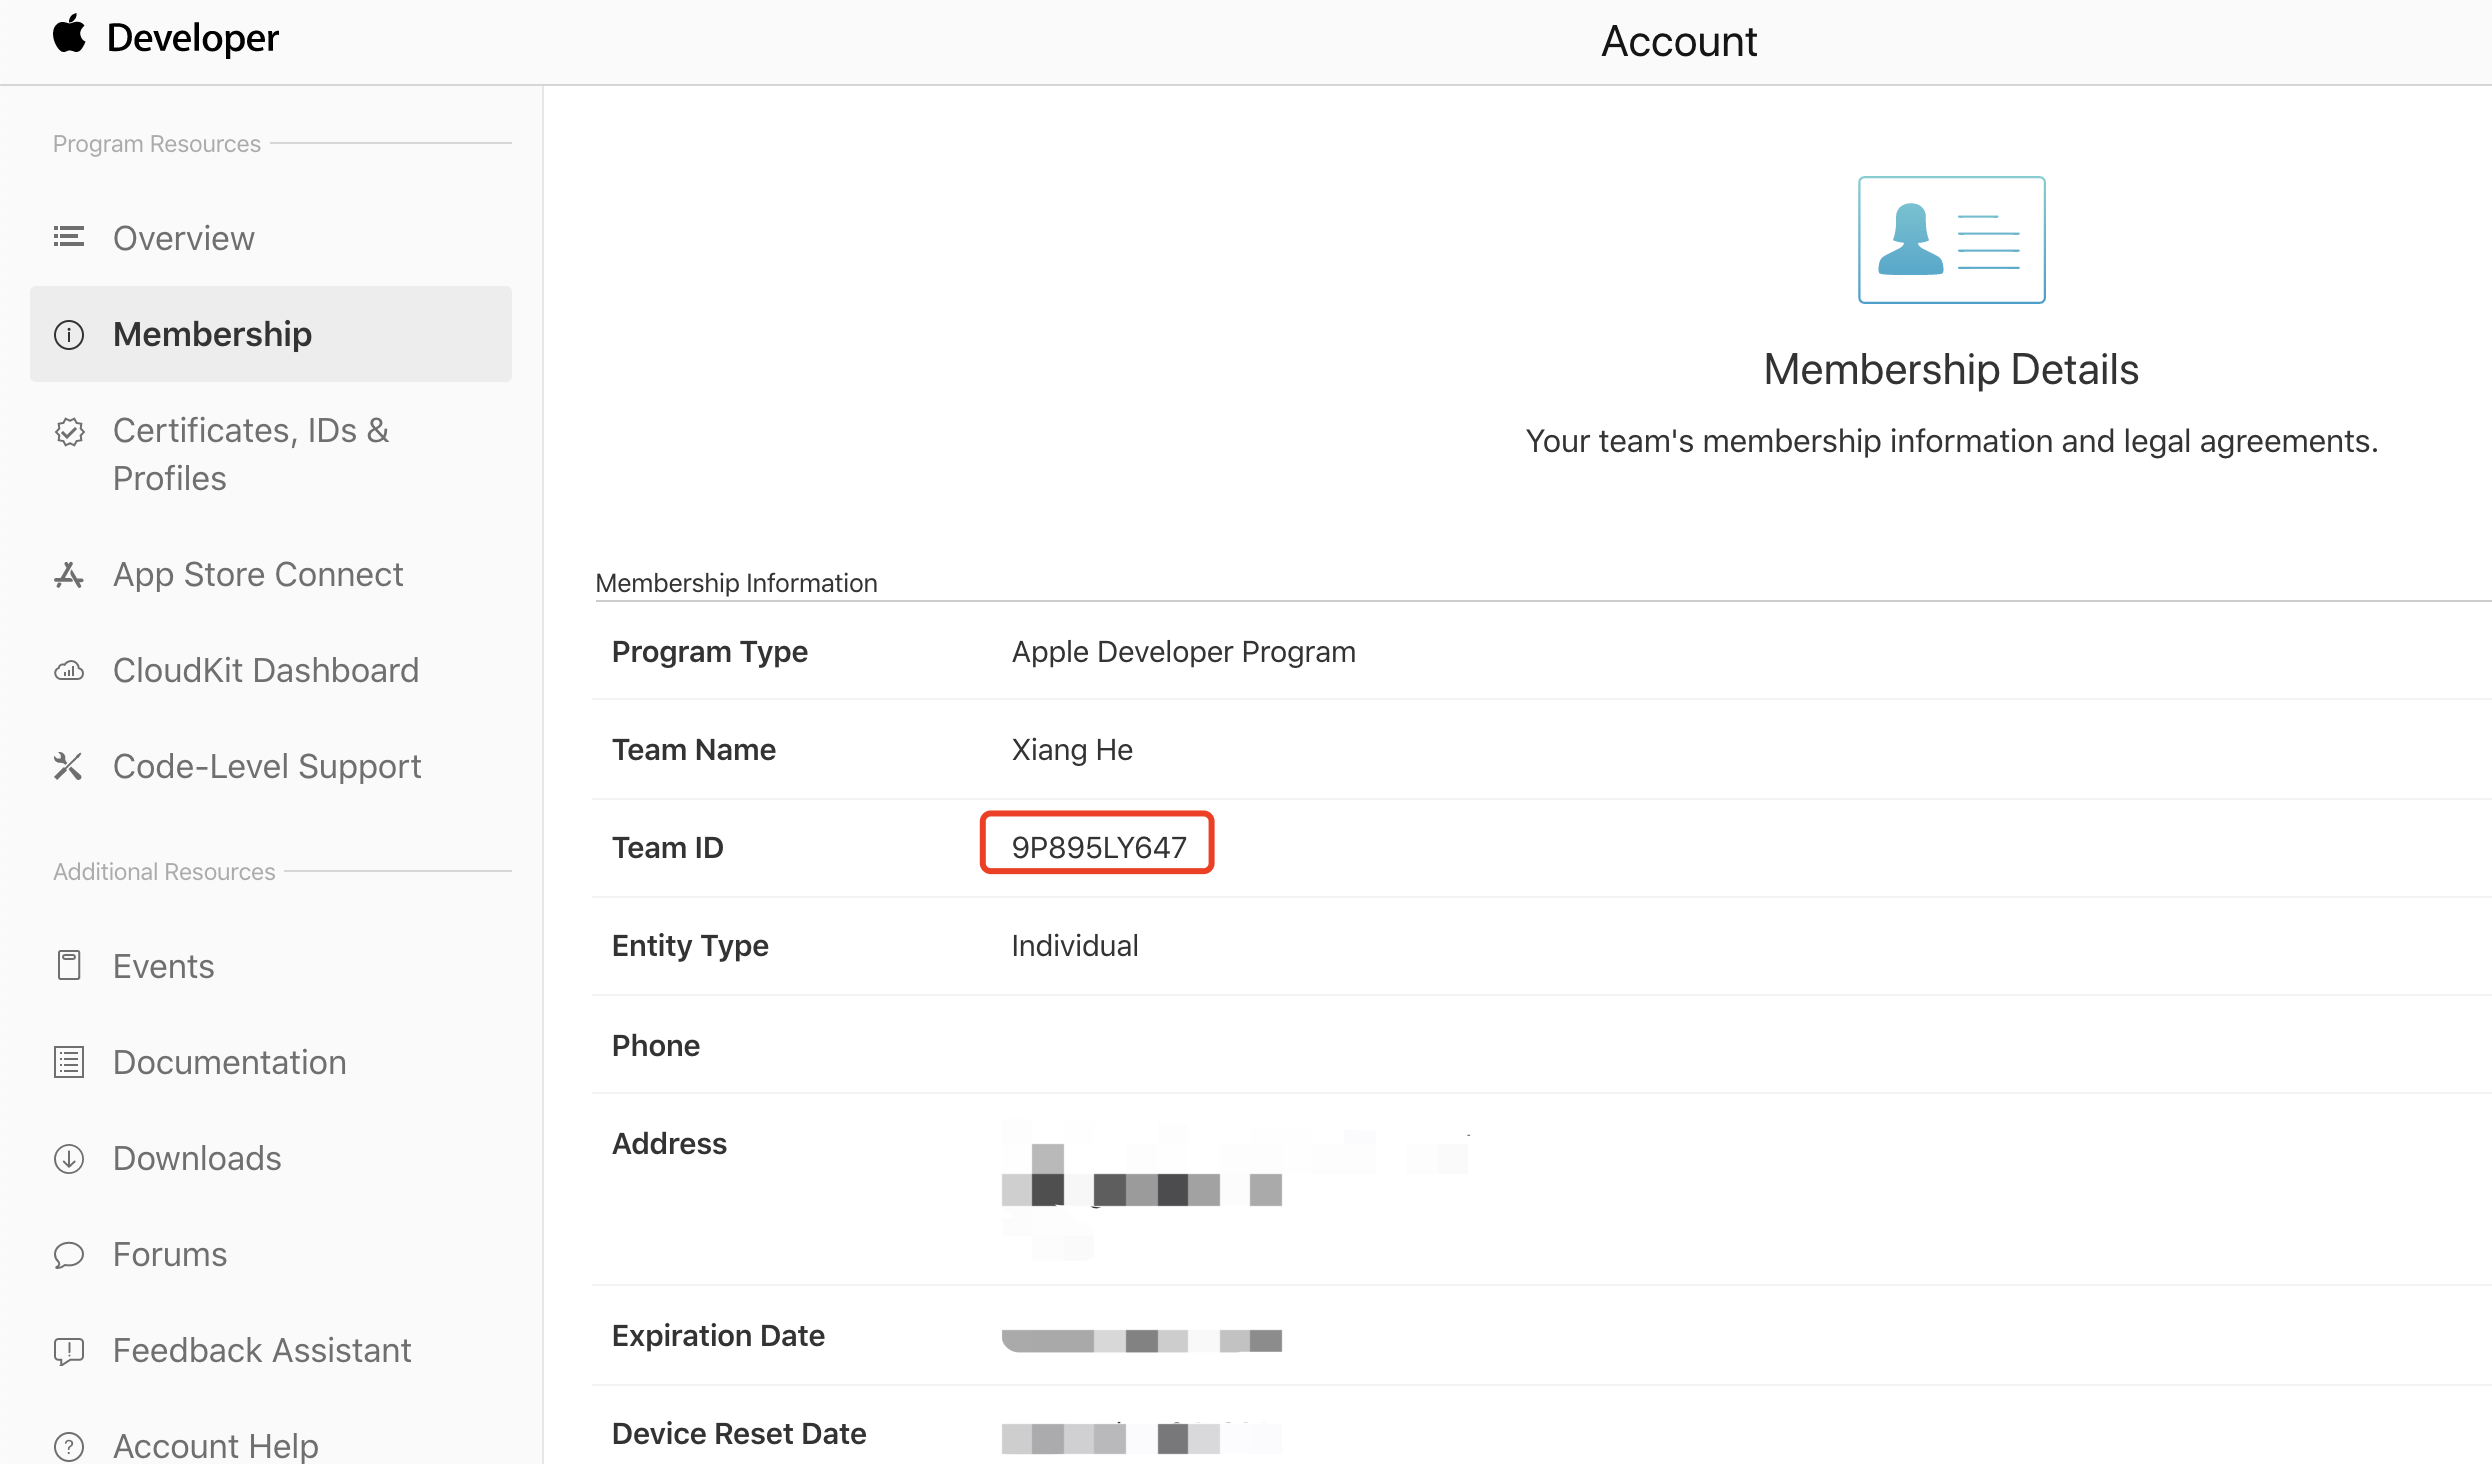 Developer
Account
Program Resources
Overview
Membership
Certificates, IDs &
Profiles
App Store Connect
CloudKit Dashboard
Code-Level Support
Additional Resources
Events
Documentation
Downloads
Forums
Feedback Assistant
Account Help
Membership Details
Your team's membership information and legal agreements.
Membership Information
Program Type Apple Developer Program
Team Name Xiang He
Team ID 9P895LY647
Entity Type Individual
Phone
Address
Expiration Date
Device Reset Date